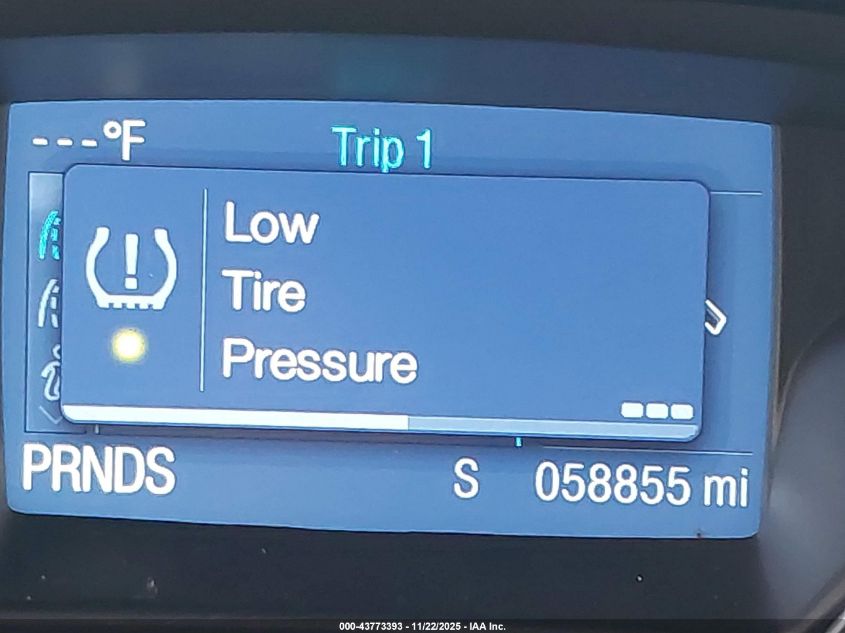 ---°F
Trip 1
Low
Tire
Pressure
PRNDS
S
058855 mi
000-43773393 - 11/22/2025 - IAA Inc.